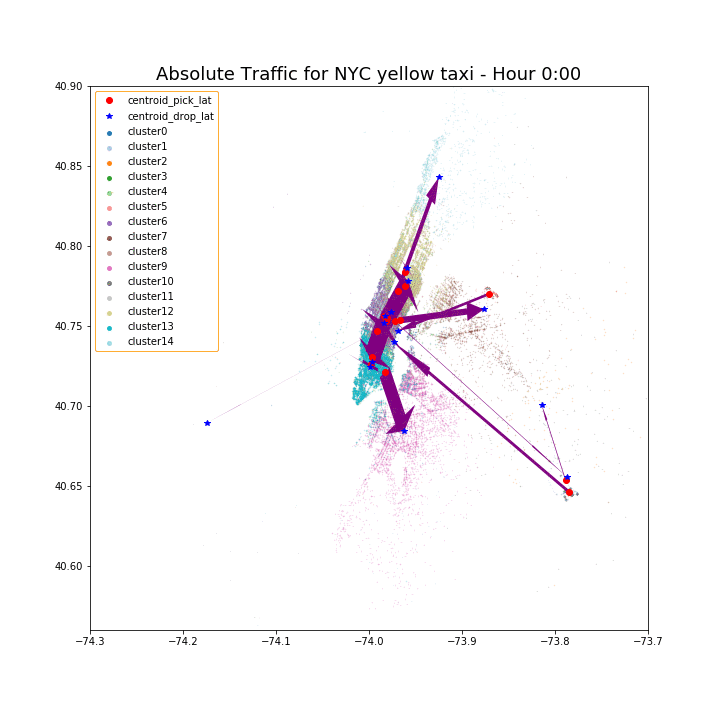 Absolute Traffic for NYC yellow taxi - Hour 0:00
40.90
40.85
40.80
40.75
40.70
40.65
40.60
centroid_pick_lat
centroid_drop_lat
cluster0
cluster1
cluster2
cluster3
cluster4
cluster5
cluster6
cluster7
cluster8
cluster9
cluster10
cluster11
cluster12
cluster13
cluster14
−74.3 −74.2 −74.1 −74.0 −73.9 −73.8 −73.7